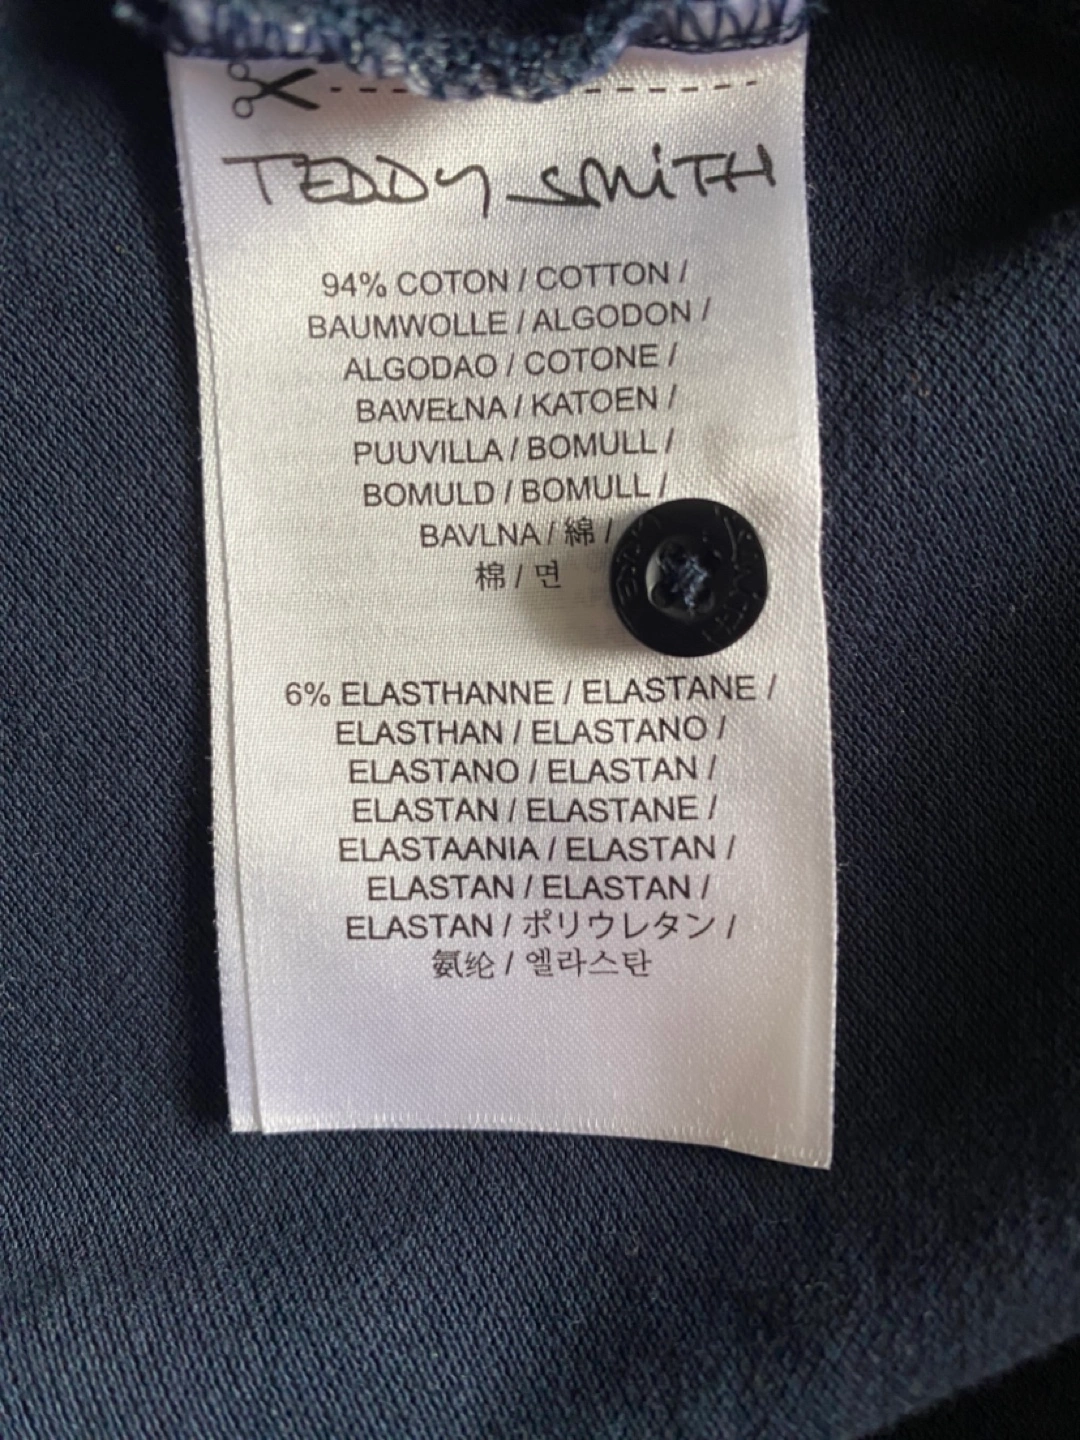 TEDDY SMITH
94% COTON / COTTON /
BAUMWOLLE / ALGODON /
ALGODAO / COTONE /
BAWEŁNA / KATOEN /
PUUVILLA / BOMULL /
BOMULD / BOMULL /
BAVLNA / 綿 /
棉 / 면
6% ELASTHANNE / ELASTANE /
ELASTHAN / ELASTANO /
ELASTANO / ELASTAN /
ELASTAN / ELASTANE /
ELASTAANIA / ELASTAN /
ELASTAN / ELASTAN /
ELASTAN / ポリウレタン /
氨纶 / 엘라스탄